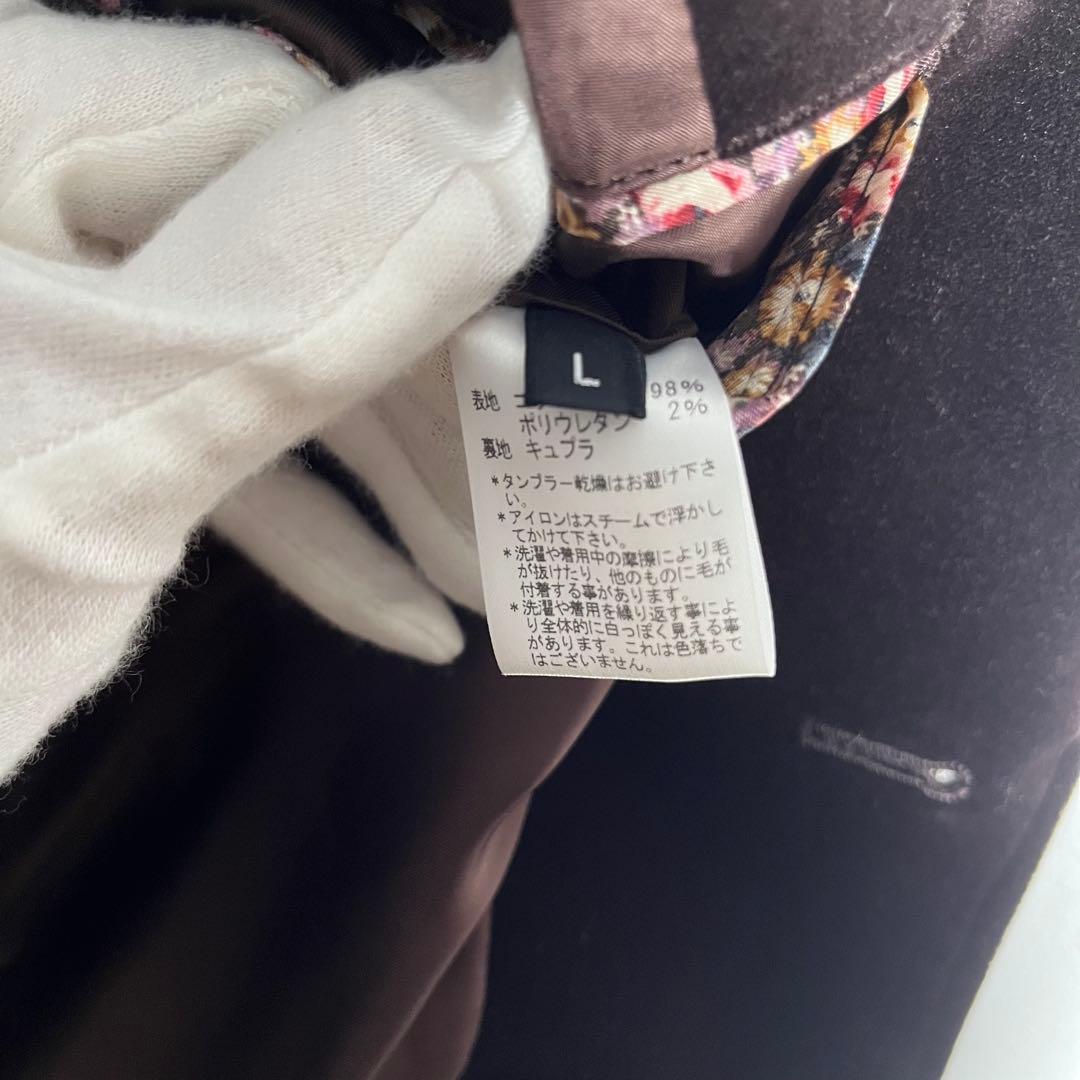 L
表地 98%
ポリウレタン 2%
裏地 キュプラ
*タンブラー乾燥はお避け下さ
い。
*アイロンはスチームで浮かし
てかけて下さい。
*洗濯や着用中の摩擦により毛
が抜けたり、他のものに毛が
付着する事があります。
*洗濯や着用を繰り返す事によ
り全体的に白っぽく見える事
があります。これは色落ちで
はございません。